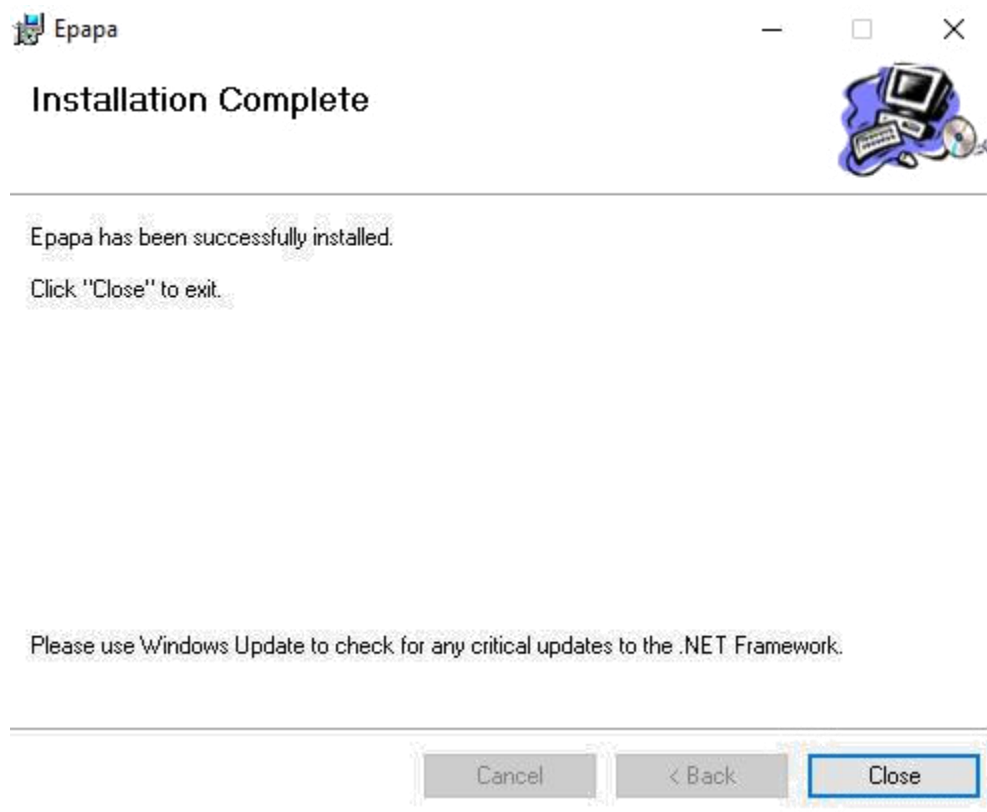 Epapa
Installation Complete
Epapa has been successfully installed.
Click "Close" to exit.
Please use Windows Update to check for any critical updates to the .NET Framework.
Cancel
< Back
Close